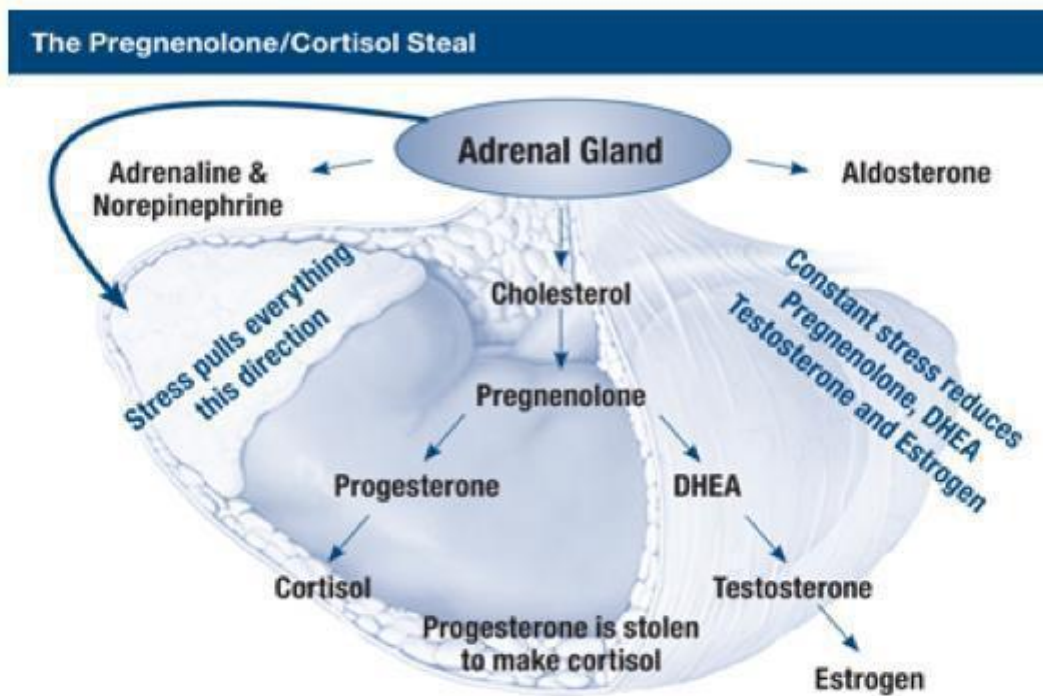 The Pregnenolone/Cortisol Steal
Adrenal Gland
Adrenaline &
Norepinephrine
Aldosterone
Stress pulls everything
this direction
Cholesterol
Constant stress reduces
Pregnenolone, DHEA
Testosterone and Estrogen
Pregnenolone
Progesterone
DHEA
Cortisol
Testosterone
Progesterone is stolen
to make cortisol
Estrogen